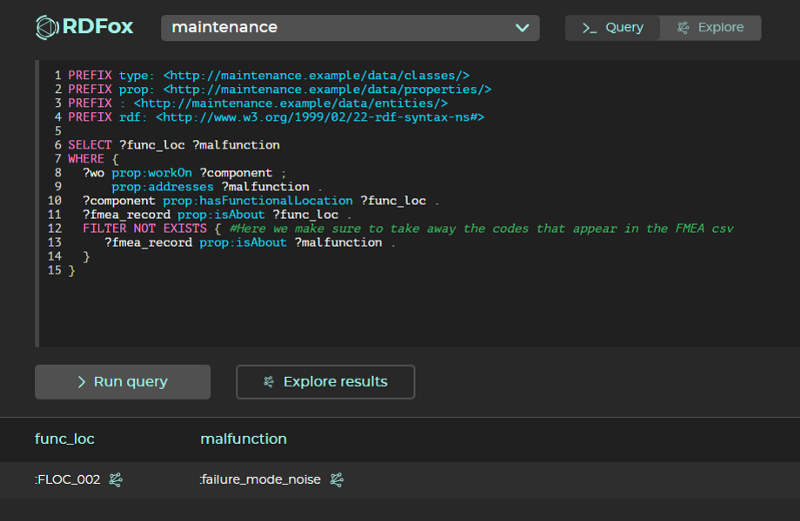 RDFox maintenance >_ Query Explore
1 PREFIX type: <http://maintenance.example/data/classes/>
2 PREFIX prop: <http://maintenance.example/data/properties/>
3 PREFIX : <http://maintenance.example/data/entities/>
4 PREFIX rdf: <http://www.w3.org/1999/02/22-rdf-syntax-ns#>
5
6 SELECT ?func_loc ?malfunction
7 WHERE {
8 ?wo prop:workOn ?component ;
9 prop:addresses ?malfunction .
10 ?component prop:hasFunctionalLocation ?func_loc .
11 ?fmea_record prop:isAbout ?func_loc .
12 FILTER NOT EXISTS { #Here we make sure to take away the codes that appear in the FMEA csv
13 ?fmea_record prop:isAbout ?malfunction .
14 }
15 }
Run query Explore results
func_loc malfunction
:FLOC_002 :failure_mode_noise